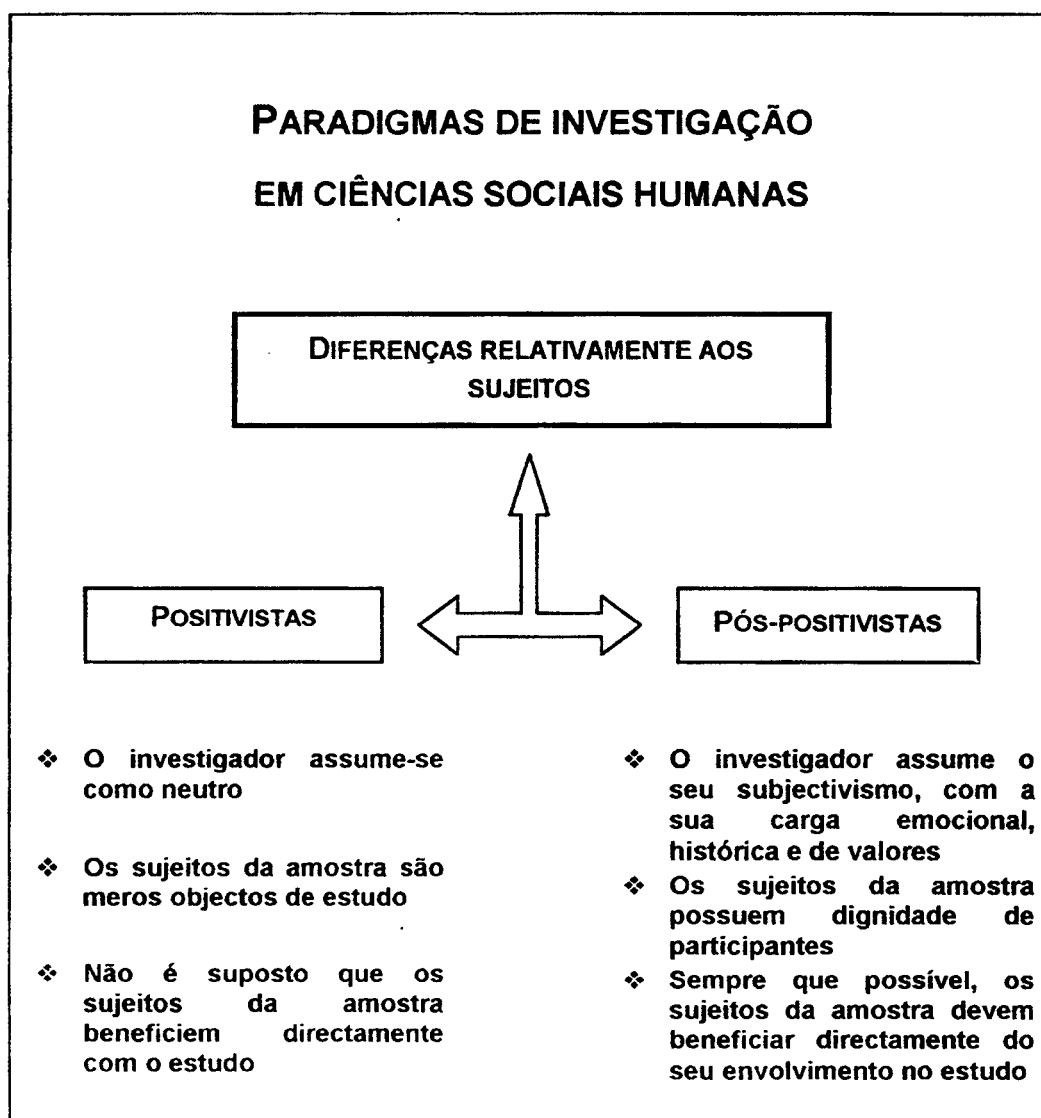 PARADIGMAS DE INVESTIGAÇÃO
EM CIÊNCIAS SOCIAIS HUMANAS
DIFERENÇAS RELATIVAMENTE AOS
SUJEITOS
POSITIVISTAS
PÓS-POSITIVISTAS
❖ O investigador assume-se
como neutro
❖ Os sujeitos da amostra são
meros objectos de estudo
❖ Não é suposto que os
sujeitos da amostra
beneficiem directamente
com o estudo
❖ O investigador assume o
seu subjectivismo, com a
sua carga emocional,
histórica e de valores
❖ Os sujeitos da amostra
possuem dignidade de
participantes
❖ Sempre que possível, os
sujeitos da amostra devem
beneficiar directamente do
seu envolvimento no estudo